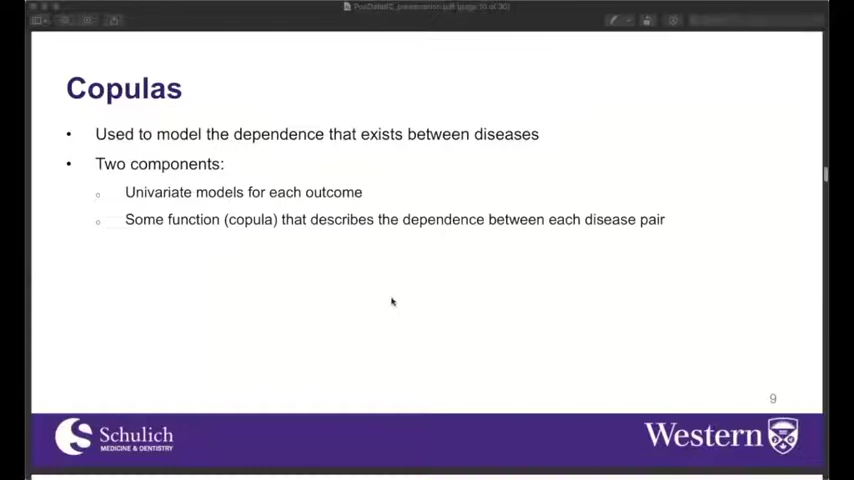 Copulas
• Used to model the dependence that exists between diseases
• Two components:
○ Univariate models for each outcome
○ Some function (copula) that describes the dependence between each disease pair
9
Schulich
MEDICINE & DENTISTRY
Western